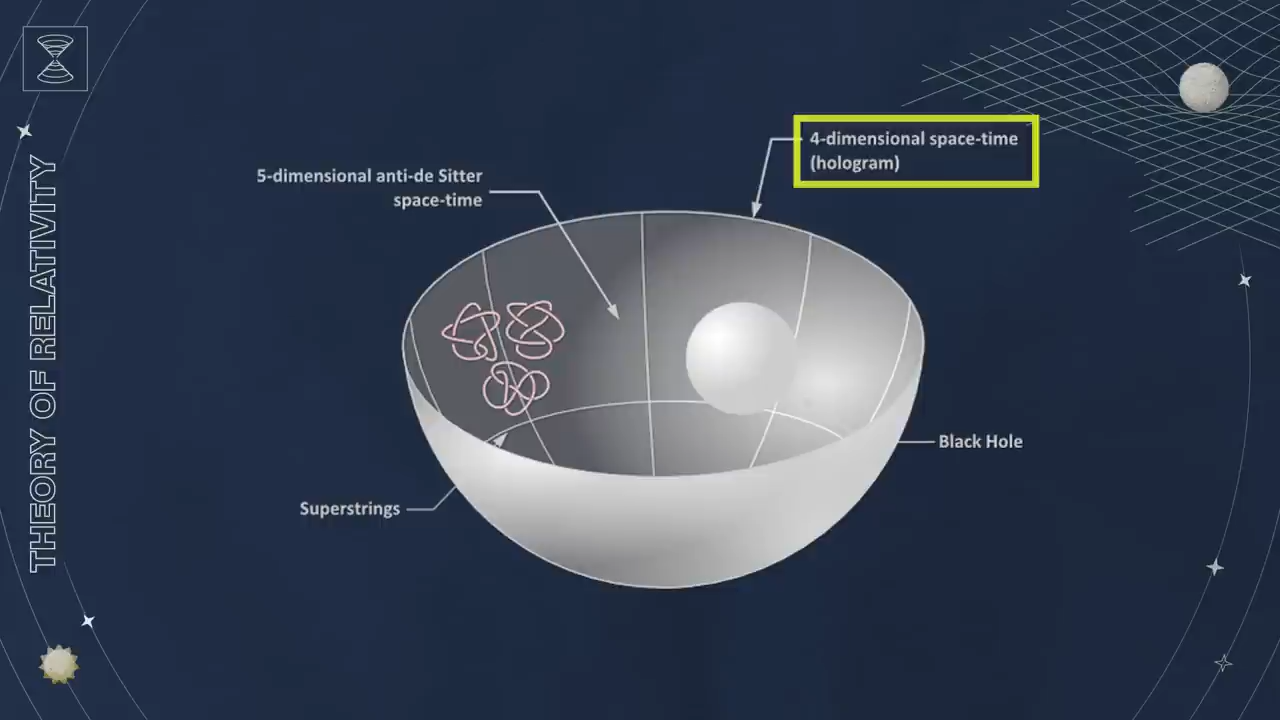 THEORY OF RELATIVITY
4-dimensional space-time
(hologram)
5-dimensional anti-de Sitter
space-time
Black Hole
Superstrings